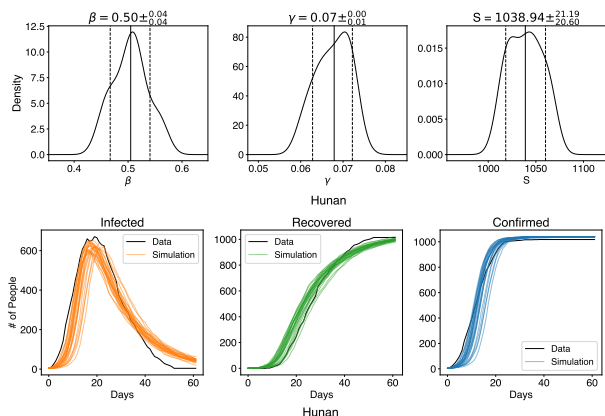 β = 0.50±0.04 0.04
γ = 0.07±0.00 0.01
S = 1038.94±21.19 20.60
Density
12.5
10.0
7.5
5.0
2.5
0.0
0.4 0.5 0.6
β
80
60
40
20
0
0.05 0.06 0.07 0.08
γ
0.015
0.010
0.005
0.000
1000 1050 1100
S
Hunan
Infected
# of People
600
400
200
0
Data
Simulation
0 20 40 60
Days
Recovered
1000
800
600
400
200
0
Data
Simulation
0 20 40 60
Days
Confirmed
1000
800
600
400
200
0
Data
Simulation
0 20 40 60
Days
Hunan